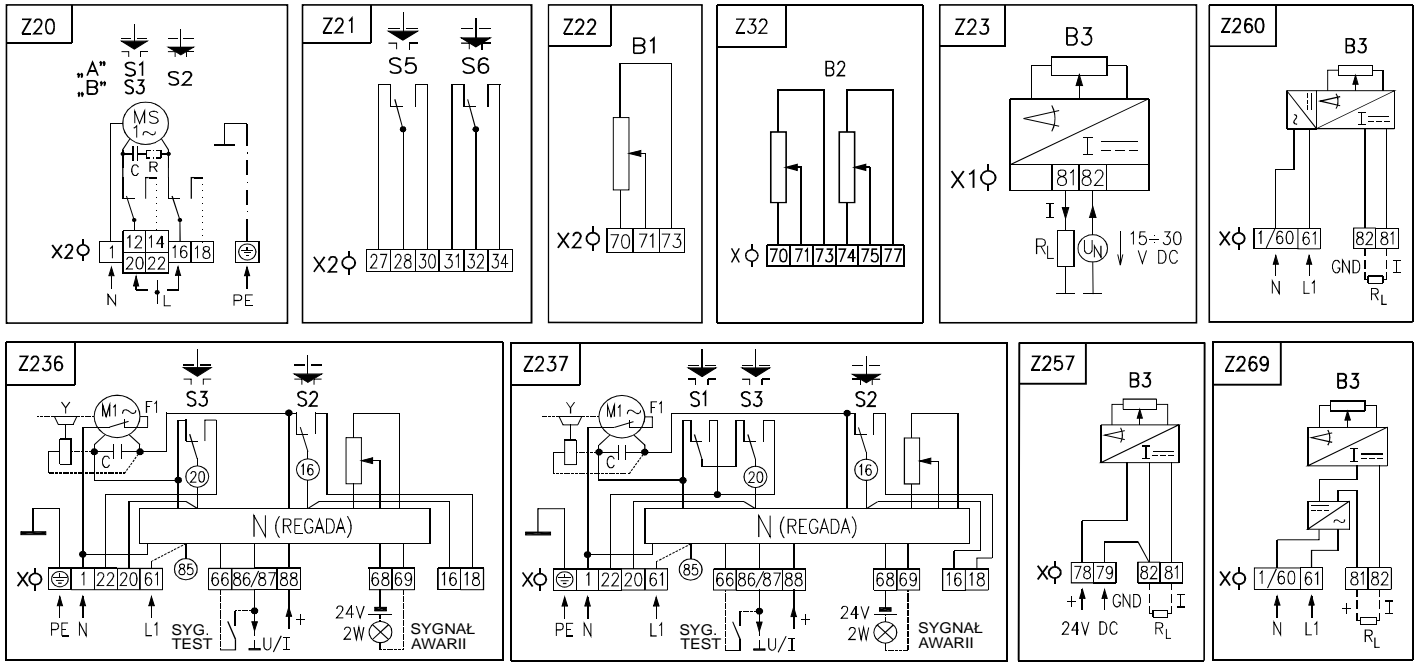 Z20
„A" S1 S2
„B" S3
MS
1~
C R
X2 1 12 14 16 18
20 22
N L PE
Z21
S5 S6
X2 27 28 30 31 32 34
Z22
B1
X2 70 71 73
Z32
B2
X 70 71 73 74 75 77
Z23
B3
I
X1 81 82
I
RL UN 15÷30
V DC
Z260
B3
~ I
X 1/60 61 82 81
GND I
N L1 RL
Z236
S3 S2
Y M1 ~ F1
C
20 16
N (REGADA)
85
X 1 22 20 61 66 86/87 88 68 69 16 18
PE N L1 + 24V
2W
SYG. U/I SYGNAŁ
TEST AWARII
Z237
S1 S3 S2
Y M1 ~ F1
C
20 16
N (REGADA)
85
X 1 22 20 61 66 86/87 88 68 69 16 18
PE N L1 + 24V
2W
SYG. U/I SYGNAŁ
TEST AWARII
Z257
B3
I
X 78 79 82 81
+ GND I
24V DC RL
Z269
B3
I
~
X 1/60 61 81 82
N L1 + I
RL